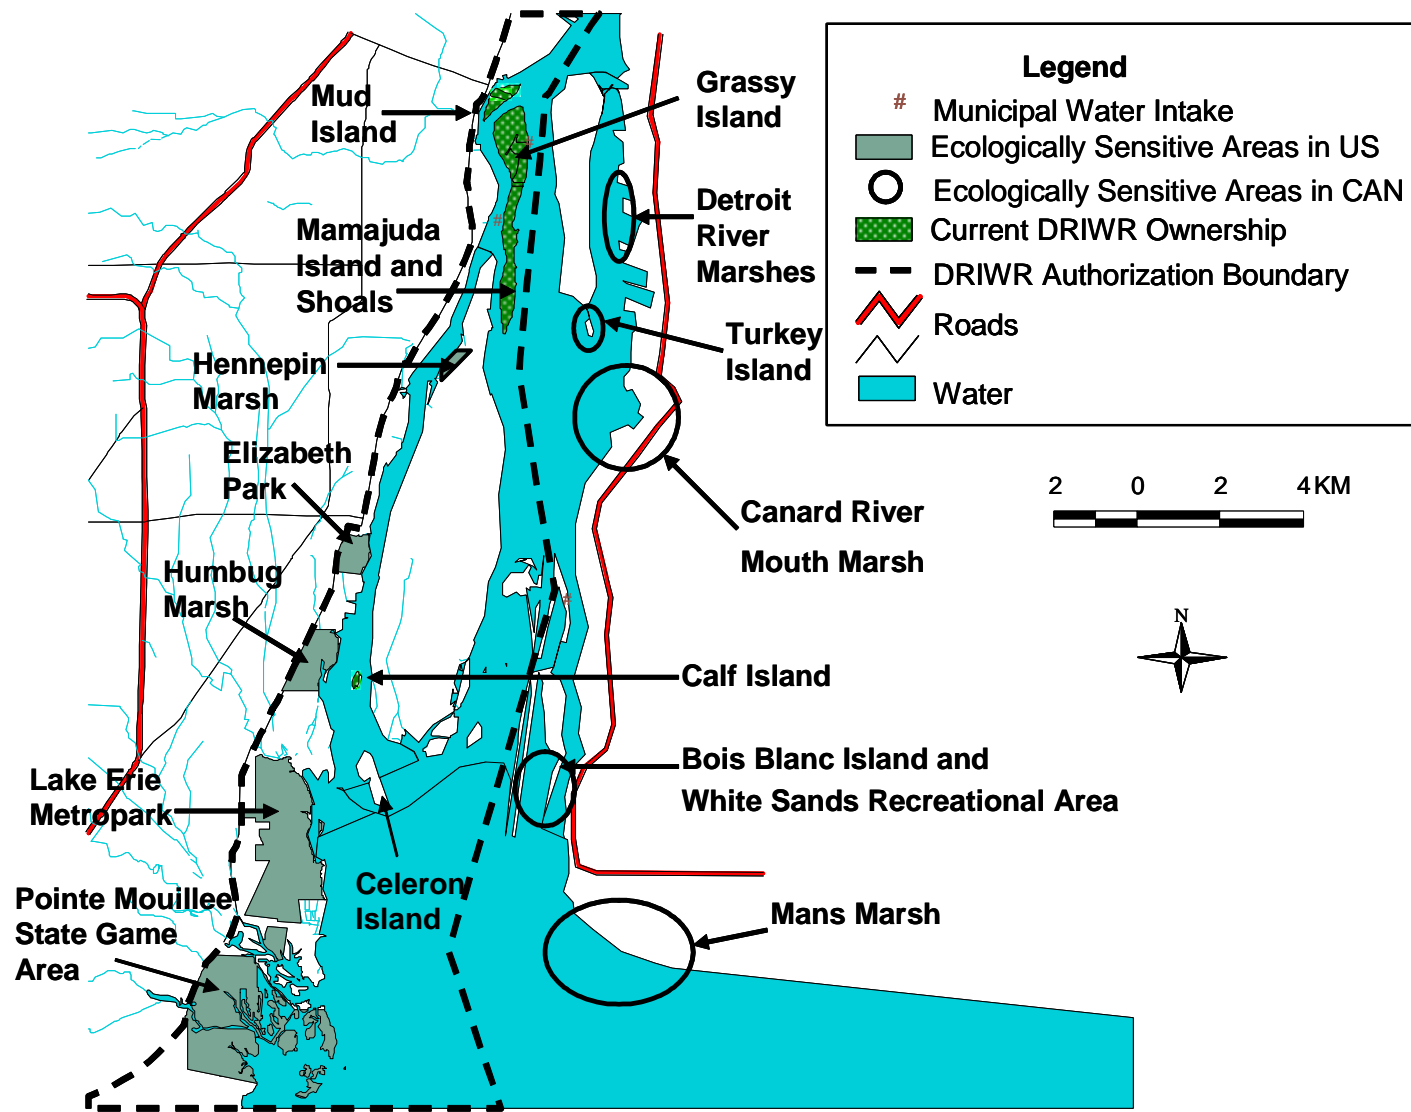 Mud
Island
Grassy
Island
Mamajuda
Island and
Shoals
Detroit
River
Marshes
Hennepin
Marsh
Turkey
Island
Elizabeth
Park
Canard River
Mouth Marsh
Humbug
Marsh
Calf Island
Lake Erie
Metropark
Bois Blanc Island and
White Sands Recreational Area
Celeron
Island
Pointe Mouillee
State Game
Area
Mans Marsh
Legend
# Municipal Water Intake
Ecologically Sensitive Areas in US
Ecologically Sensitive Areas in CAN
Current DRIWR Ownership
DRIWR Authorization Boundary
Roads
Water
2 0 2 4 KM
N
#
#
#